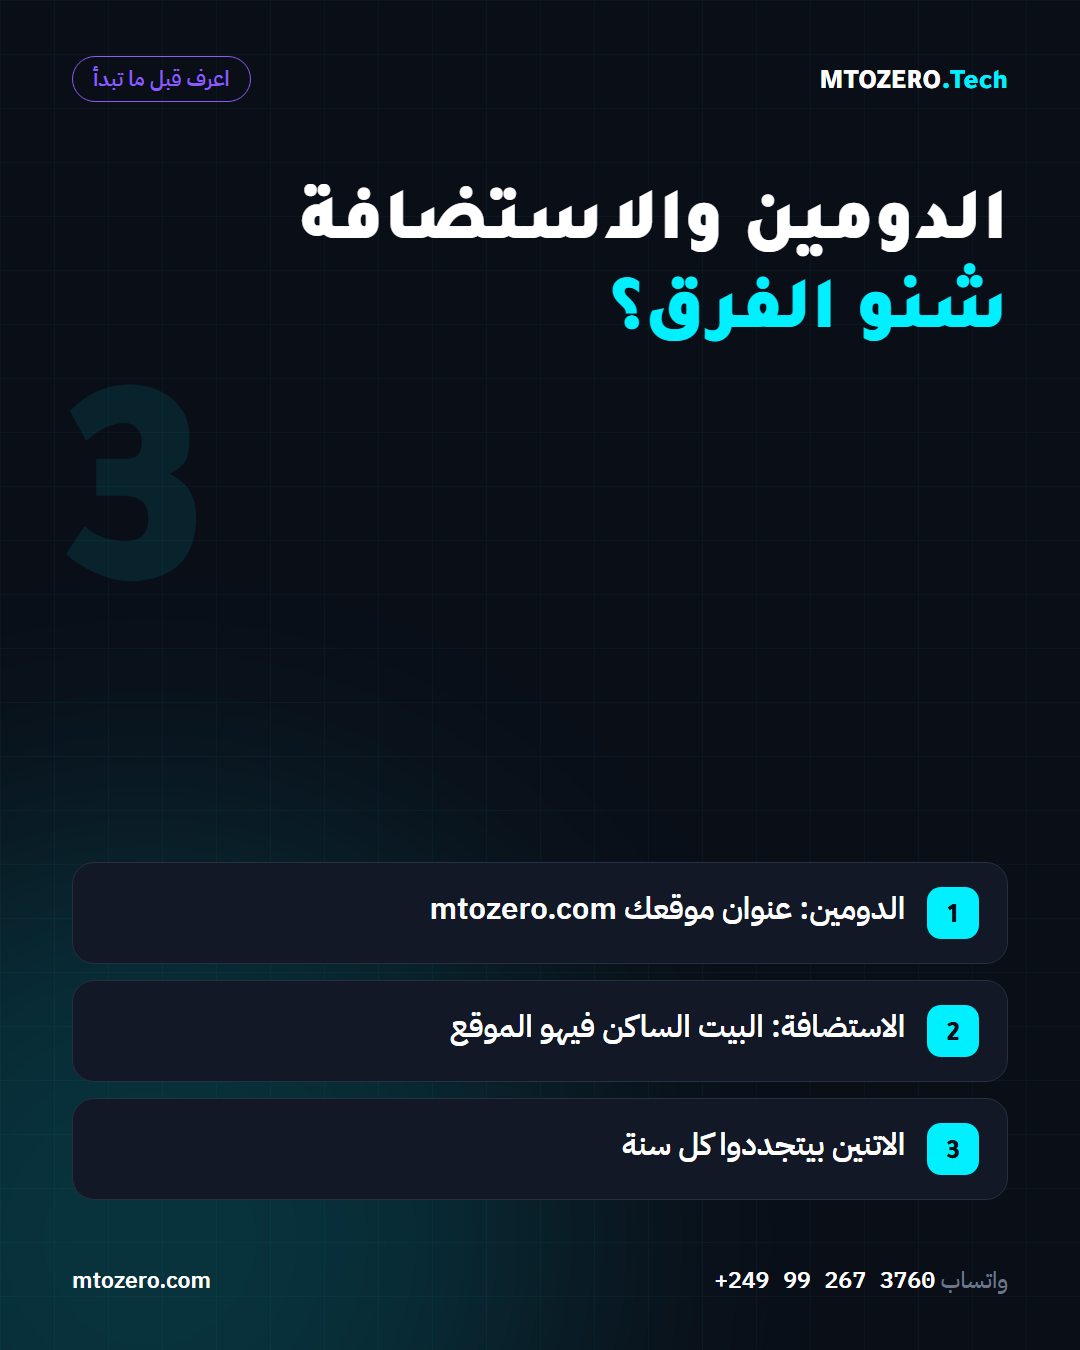 MTOZERO.Tech
اعرف قبل ما تبدأ
الدومين والاستضافة
شنو الفرق؟
3
1 الدومين: عنوان موقعك mtozero.com
2 الاستضافة: البيت الساكن فيهو الموقع
3 الاتنين بيتجددوا كل سنة
واتساب +249 99 267 3760
mtozero.com